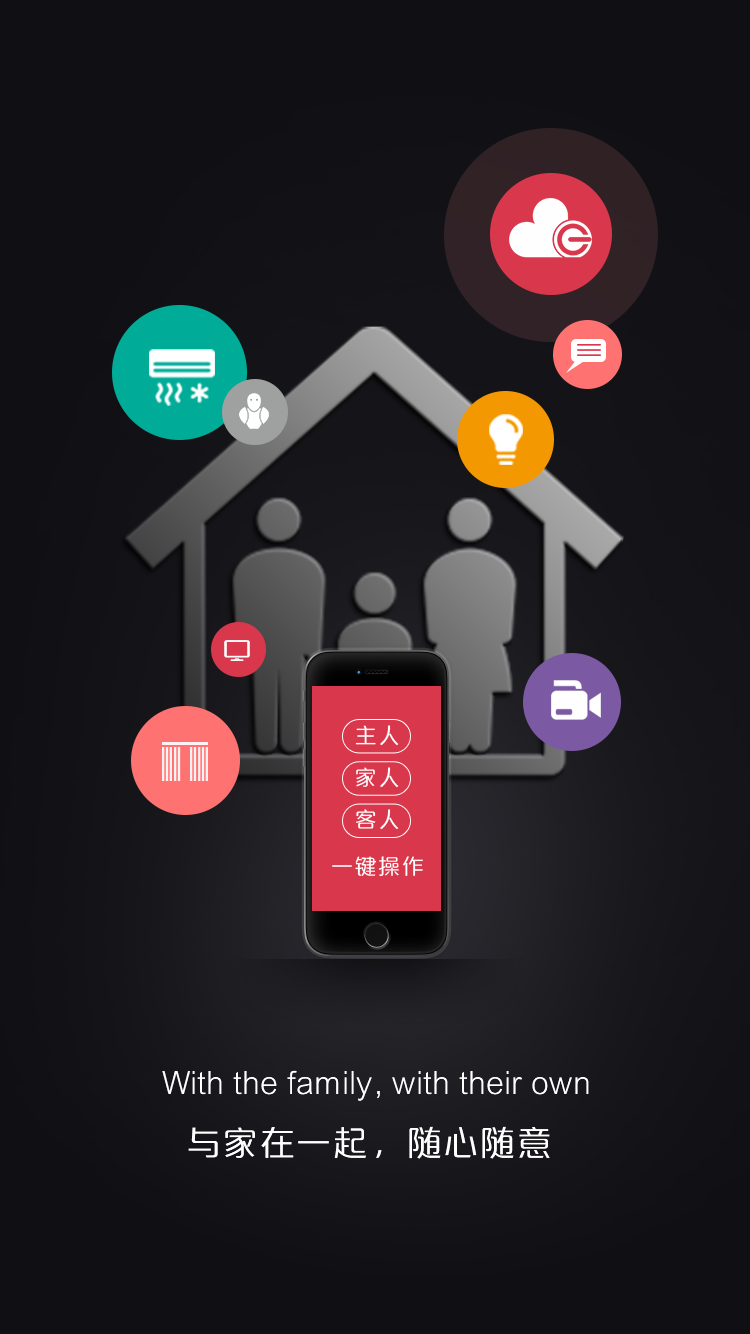 主人
家人
客人
一键操作
With the family, with their own
与家在一起，随心随意